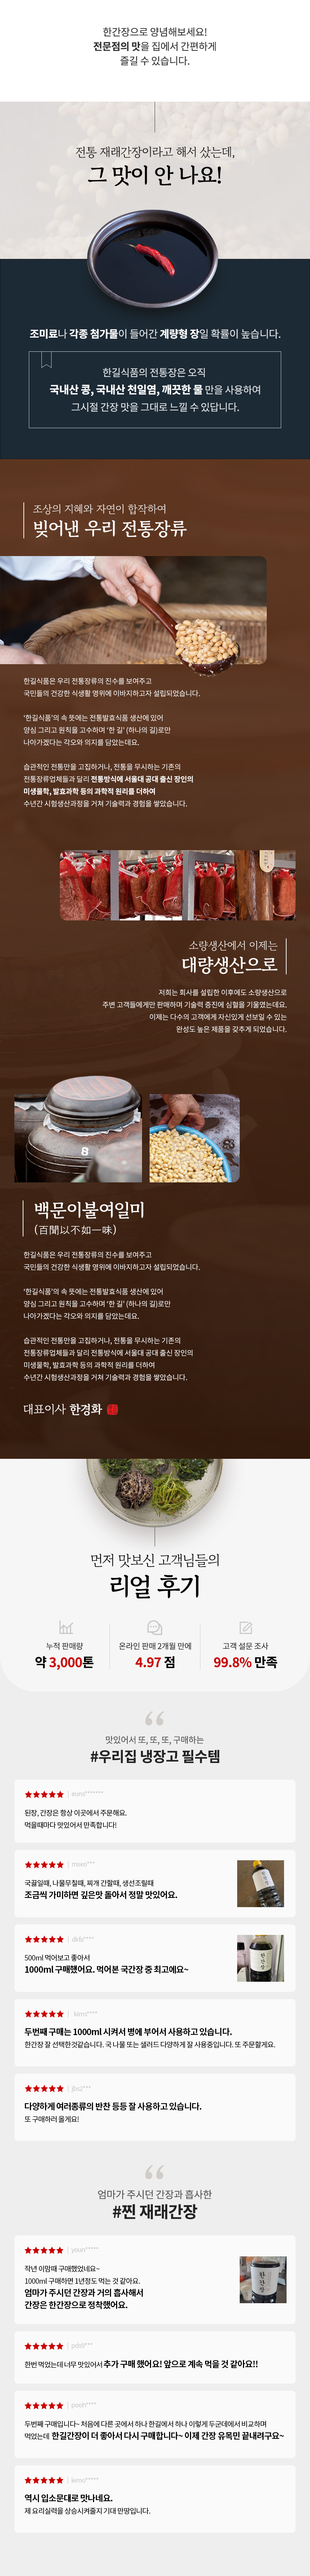 한간장으로 양념해보세요!
전문점의 맛을 집에서 간편하게
즐길 수 있습니다.
전통 재래간장이라고 해서 샀는데,
그 맛이 안 나요!
조미료나 각종 첨가물이 들어간 계량형 장일 확률이 높습니다.
한길식품의 전통장은 오직
국내산 콩, 국내산 천일염, 깨끗한 물 만을 사용하여
그시절 간장 맛을 그대로 느낄 수 있답니다.
조상의 지혜와 자연이 합작하여
빚어낸 우리 전통장류
한길식품은 우리 전통장류의 진수를 보여주고
국민들의 건강한 식생활 영위에 이바지하고자 설립되었습니다.
‘한길식품’의 속 뜻에는 전통발효식품 생산에 있어
양심 그리고 원칙을 고수하며 ‘한 길’ (하나의 길)로만
나아가겠다는 각오와 의지를 담았는데요.
습관적인 전통만을 고집하거나, 전통을 무시하는 기존의
전통장류업체들과 달리 전통방식에 서울대 공대 출신 장인의
미생물학, 발효과학 등의 과학적 원리를 더하여
수년간 시험생산과정을 거쳐 기술력과 경험을 쌓았습니다.
소량생산에서 이제는
대량생산으로
저희는 회사를 설립한 이후에도 소량생산으로
주변 고객들에게만 판매하며 기술력 증진에 심혈을 기울였는데요.
이제는 다수의 고객에게 자신있게 선보일 수 있는
완성도 높은 제품을 갖추게 되었습니다.
백문이불여일미
(百聞以不如一味)
한길식품은 우리 전통장류의 진수를 보여주고
국민들의 건강한 식생활 영위에 이바지하고자 설립되었습니다.
‘한길식품’의 속 뜻에는 전통발효식품 생산에 있어
양심 그리고 원칙을 고수하며 ‘한 길’ (하나의 길)로만
나아가겠다는 각오와 의지를 담았는데요.
습관적인 전통만을 고집하거나, 전통을 무시하는 기존의
전통장류업체들과 달리 전통방식에 서울대 공대 출신 장인의
미생물학, 발효과학 등의 과학적 원리를 더하여
수년간 시험생산과정을 거쳐 기술력과 경험을 쌓았습니다.
대표이사 한경화
먼저 맛보신 고객님들의
리얼 후기
누적 판매량
약 3,000톤
온라인 판매 2개월 만에
4.97 점
고객 설문 조사
99.8% 만족
맛있어서 또, 또, 또, 구매하는
#우리집 냉장고 필수템
된장, 간장은 항상 이곳에서 주문해요.
먹을때마다 맛있어서 만족합니다!
국끓일때, 나물무칠때, 찌개 간할때, 생선조릴때
조금씩 가미하면 깊은맛 돌아서 정말 맛있어요.
500ml 먹어보고 좋아서
1000ml 구매했어요. 먹어본 국간장 중 최고에요~
두번째 구매는 1000ml 시켜서 병에 부어서 사용하고 있습니다.
한간장 잘 선택한것같습니다. 국 나물 또는 샐러드 다양하게 잘 사용중입니다. 또 주문할게요.
다양하게 여러종류의 반찬 등등 잘 사용하고 있습니다.
또 구매하러 올게요!
엄마가 주시던 간장과 흡사한
#찐 재래간장
작년 이맘때 구매했었네요~
1000ml 구매하면 1년정도 먹는 것 같아요.
엄마가 주시던 간장과 거의 흡사해서
간장은 한간장으로 정착했어요.
한번 먹었는데 너무 맛있어서 추가 구매 했어요! 앞으로 계속 먹을 것 같아요!!
두번째 구매입니다~ 처음에 다른 곳에서 하나 한길에서 하나 이렇게 두군데에서 비교하며
먹었는데 한길간장이 더 좋아서 다시 구매합니다~ 이제 간장 유목민 끝내려구요~
역시 입소문대로 맛나네요.
제 요리실력을 상승시켜줄지 기대 만땅입니다.